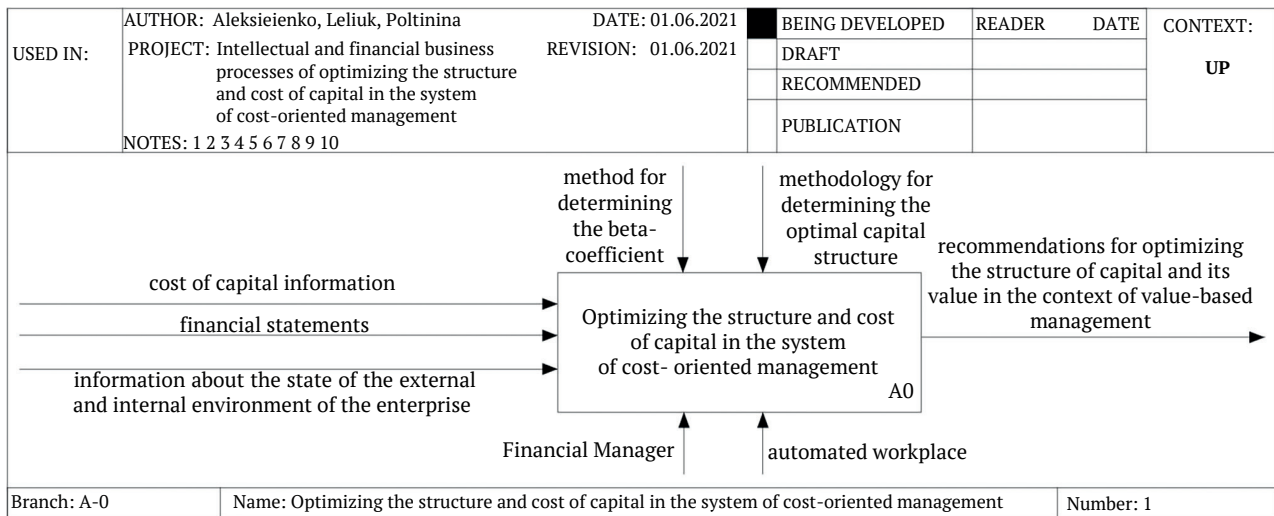 USED IN:
AUTHOR: Aleksieienko, Leliuk, Poltinina
DATE: 01.06.2021
PROJECT: Intellectual and financial business
processes of optimizing the structure
and cost of capital in the system
of cost-oriented management
REVISION: 01.06.2021
NOTES: 1 2 3 4 5 6 7 8 9 10
BEING DEVELOPED
DRAFT
RECOMMENDED
PUBLICATION
READER DATE
CONTEXT:
UP
method for
determining
the beta-
coefficient
methodology for
determining the
optimal capital
structure
cost of capital information
financial statements
information about the state of the external
and internal environment of the enterprise
Optimizing the structure and cost
of capital in the system
of cost- oriented management
A0
recommendations for optimizing
the structure of capital and its
value in the context of value-based
management
Financial Manager
automated workplace
Branch: A-0
Name: Optimizing the structure and cost of capital in the system of cost-oriented management
Number: 1